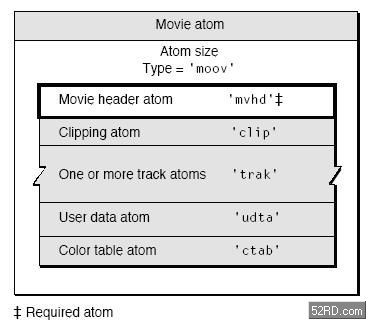 Movie atom
Atom size
Type = 'moov'
Movie header atom 'mvhd'‡
Clipping atom 'clip'
One or more track atoms 'trak'
User data atom 'udta'
Color table atom 'ctab'
‡ Required atom
52RD.com